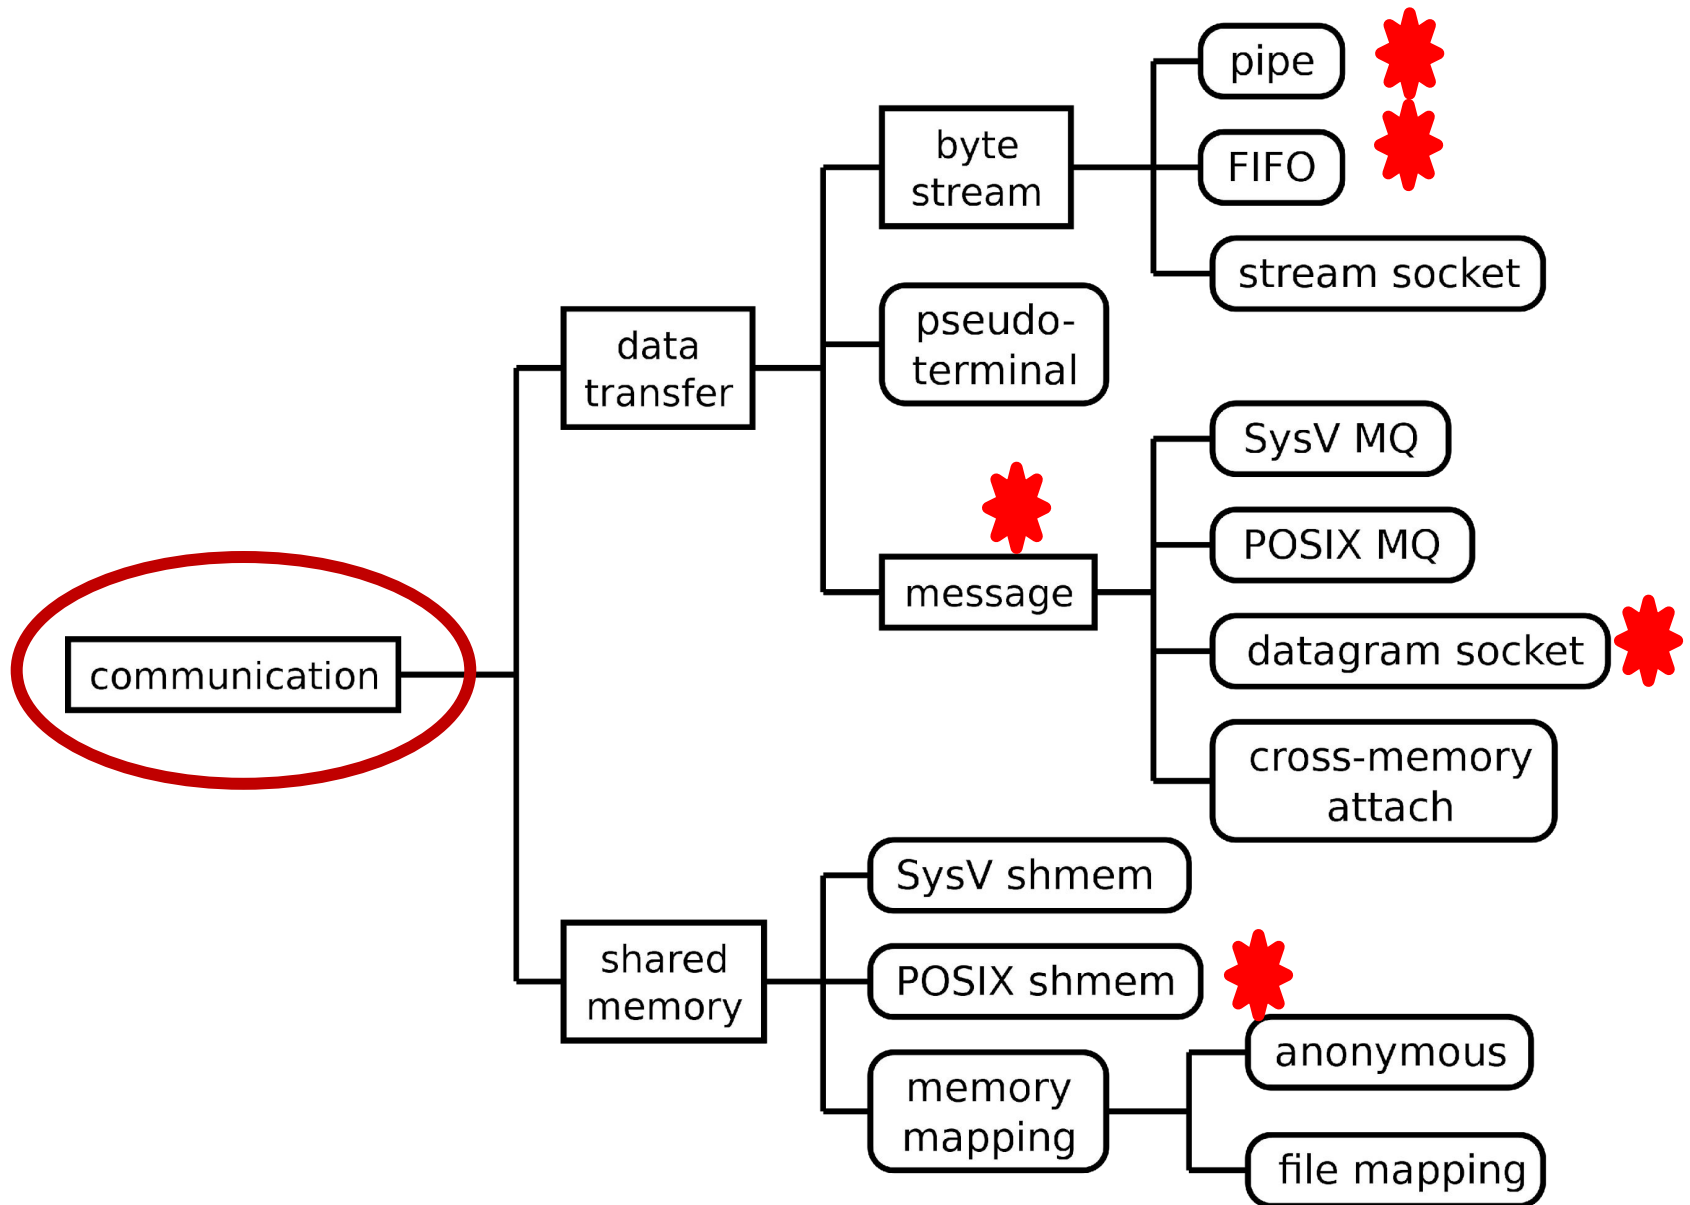 pipe
byte
stream
FIFO
stream socket
pseudo-
terminal
data
transfer
SysV MQ
POSIX MQ
message
datagram socket
communication
cross-memory
attach
SysV shmem
shared
memory
POSIX shmem
anonymous
memory
mapping
file mapping